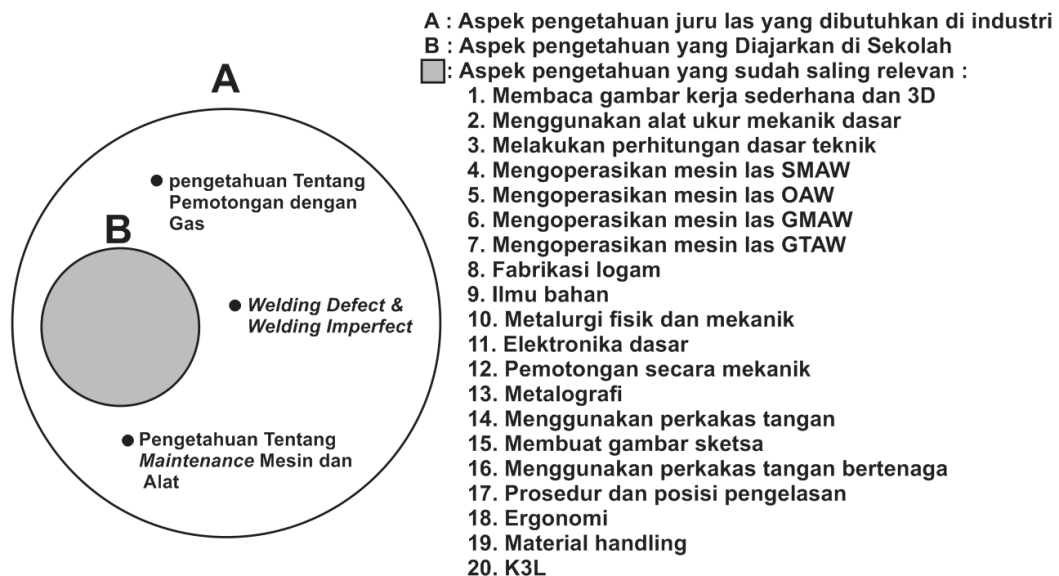 A : Aspek pengetahuan juru las yang dibutuhkan di industri
B : Aspek pengetahuan yang Diajarkan di Sekolah
: Aspek pengetahuan yang sudah saling relevan :
1. Membaca gambar kerja sederhana dan 3D
2. Menggunakan alat ukur mekanik dasar
3. Melakukan perhitungan dasar teknik
4. Mengoperasikan mesin las SMAW
5. Mengoperasikan mesin las OAW
6. Mengoperasikan mesin las GMAW
7. Mengoperasikan mesin las GTAW
8. Fabrikasi logam
9. Ilmu bahan
10. Metalurgi fisik dan mekanik
11. Elektronika dasar
12. Pemotongan secara mekanik
13. Metalografi
14. Menggunakan perkakas tangan
15. Membuat gambar sketsa
16. Menggunakan perkakas tangan bertenaga
17. Prosedur dan posisi pengelasan
18. Ergonomi
19. Material handling
20. K3L
A
● pengetahuan Tentang
Pemotongan dengan
Gas
B
● Welding Defect &
Welding Imperfect
● Pengetahuan Tentang
Maintenance Mesin dan
Alat